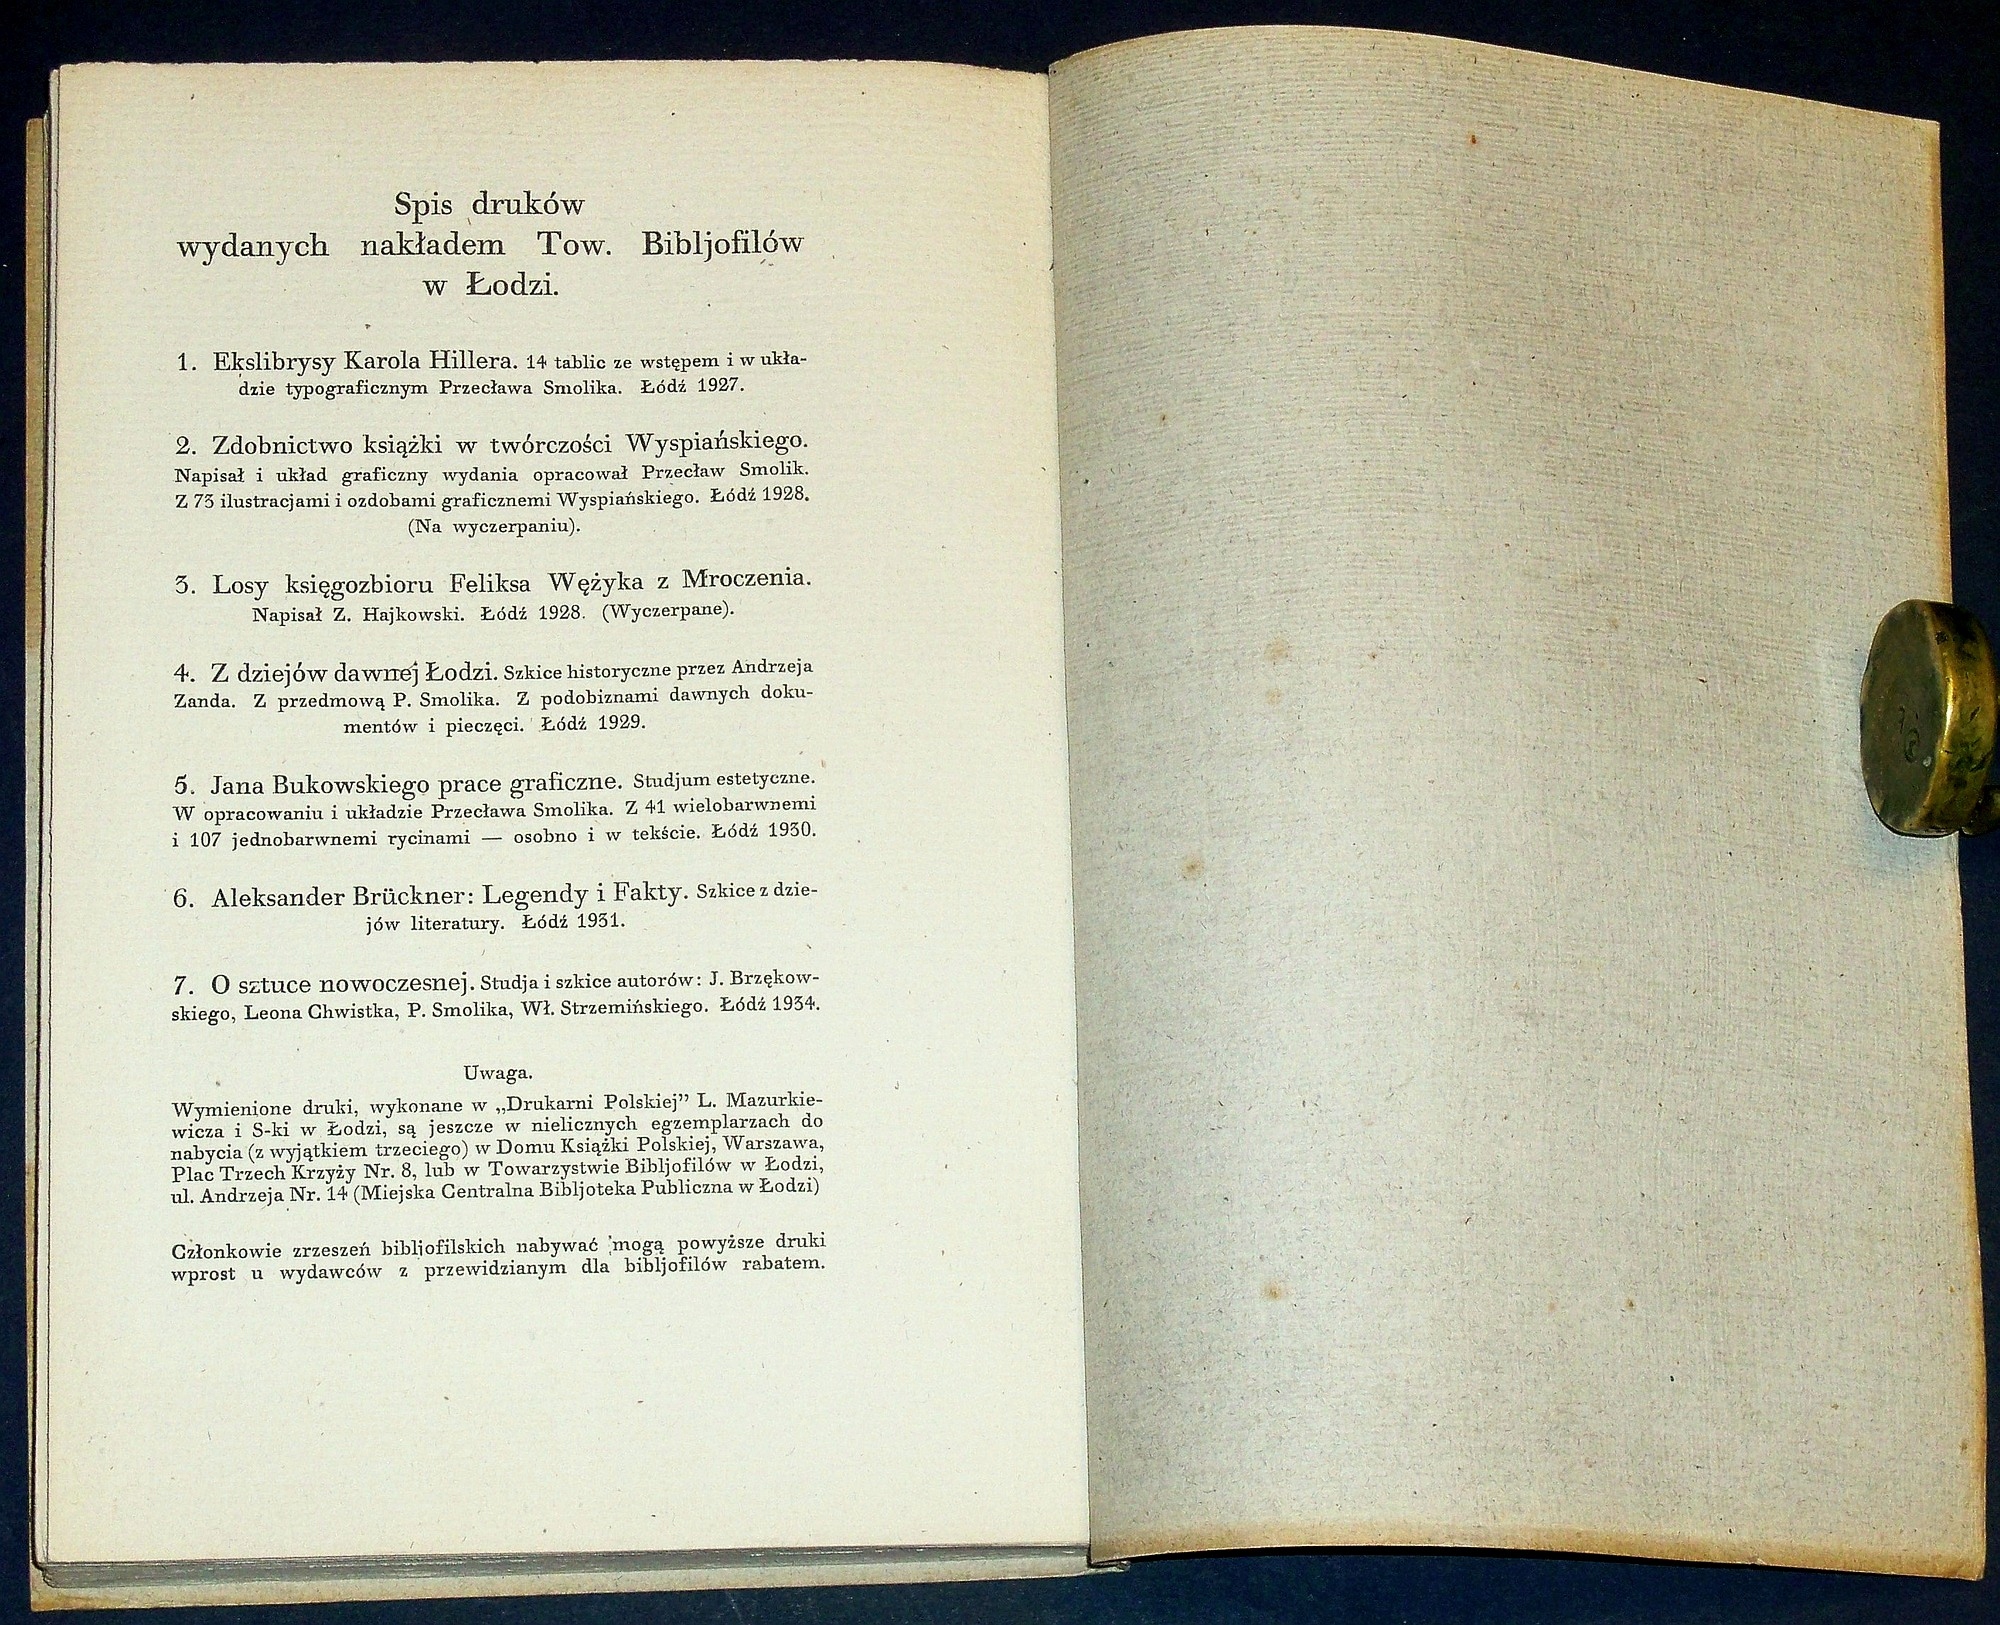 Spis druków
wydanych nakładem Tow. Bibljofilów
w Łodzi.
1. Ekslibrysy Karola Hillera. 14 tablic ze wstępem i w ukła-
dzie typograficznym Przecława Smolika. Łódź 1927.
2. Zdobnictwo książki w twórczości Wyspiańskiego.
Napisał i układ graficzny wydania opracował Przecław Smolik.
Z 73 ilustracjami i ozdobami graficznemi Wyspiańskiego. Łódź 1928.
(Na wyczerpaniu).
3. Losy księgozbioru Feliksa Wężyka z Mroczenia.
Napisał Z. Hajkowski. Łódź 1928. (Wyczerpane).
4. Z dziejów dawnej Łodzi. Szkice historyczne przez Andrzeja
Zanda. Z przedmową P. Smolika. Z podobiznami dawnych doku-
mentów i pieczęci. Łódź 1929.
5. Jana Bukowskiego prace graficzne. Studjum estetyczne.
W opracowaniu i układzie Przecława Smolika. Z 41 wielobarwnemi
i 107 jednobarwnemi rycinami — osobno i w tekście. Łódź 1930.
6. Aleksander Brückner: Legendy i Fakty. Szkice z dzie-
jów literatury. Łódź 1931.
7. O sztuce nowoczesnej. Studja i szkice autorów: J. Brzękow-
skiego, Leona Chwistka, P. Smolika, Wł. Strzemińskiego. Łódź 1934.
Uwaga.
Wymienione druki, wykonane w „Drukarni Polskiej” L. Mazurkie-
wicza i S-ki w Łodzi, są jeszcze w nielicznych egzemplarzach do
nabycia (z wyjątkiem trzeciego) w Domu Książki Polskiej, Warszawa,
Plac Trzech Krzyży Nr. 8, lub w Towarzystwie Bibljofilów w Łodzi,
ul. Andrzeja Nr. 14 (Miejska Centralna Bibljoteka Publiczna w Łodzi)
Członkowie zrzeszeń bibljofilskich nabywać mogą powyższe druki
wprost u wydawców z przewidzianym dla bibljofilów rabatem.